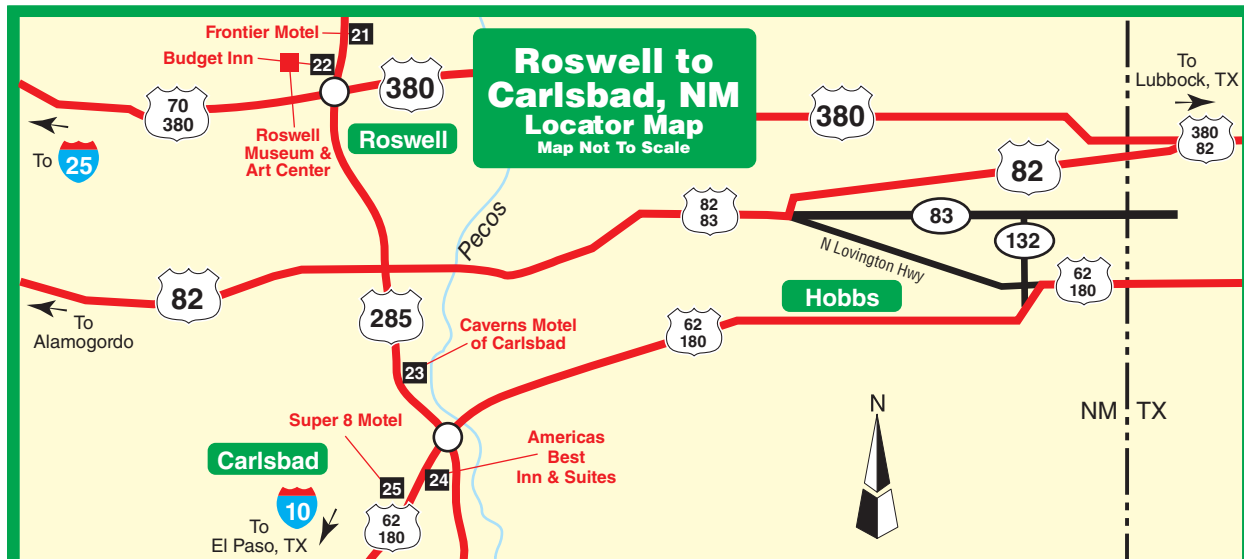 Frontier Motel
21
Budget Inn
22
Roswell to
Carlsbad, NM
Locator Map
Map Not To Scale
70
380
380
380
To
Lubbock, TX
380
82
To
25
Roswell
Museum &
Art Center
Roswell
82
82
83
83
132
N Lovington Hwy
Pecos
62
180
Hobbs
82
To
Alamogordo
285
62
180
Caverns Motel
of Carlsbad
23
Super 8 Motel
Americas
Best
Inn & Suites
24
25
Carlsbad
10
To
El Paso, TX
62
180
N
NM
TX